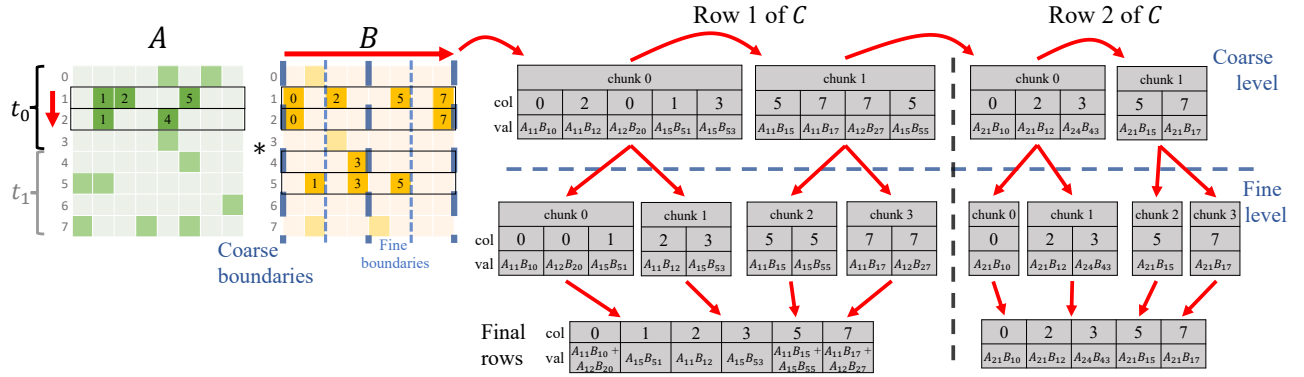 A
B
Row 1 of C
Row 2 of C
Coarse level
Fine level
t₀
t₁
0
1
2
3
4
5
6
7
1 2 5
1 4
*
0
1
2
3
4
5
6
7
0 2 5 7
0 7
3
1 3 5
Coarse boundaries
Fine boundaries
chunk 0
col 0 2 0 1 3
val A₁₁B₁₀ A₁₁B₁₂ A₁₂B₂₀ A₁₅B₅₁ A₁₅B₅₃
chunk 1
5 7 7 5
A₁₁B₁₅ A₁₁B₁₇ A₁₂B₂₇ A₁₅B₅₅
chunk 0
0 2 3
A₂₁B₁₀ A₂₁B₁₂ A₂₄B₄₃
chunk 1
5 7
A₂₁B₁₅ A₂₁B₁₇
chunk 0
col 0 0 1
val A₁₁B₁₀ A₁₂B₂₀ A₁₅B₅₁
chunk 1
2 3
A₁₁B₁₂ A₁₅B₅₃
chunk 2
5 5
A₁₁B₁₅ A₁₅B₅₅
chunk 3
7 7
A₁₁B₁₇ A₁₂B₂₇
chunk 0
0
A₂₁B₁₀
chunk 1
2 3
A₂₁B₁₂ A₂₄B₄₃
chunk 2
5
A₂₁B₁₅
chunk 3
7
A₂₁B₁₇
Final rows
col 0 1 2 3 5 7
val A₁₁B₁₀ + A₁₂B₂₀ A₁₅B₅₁ A₁₁B₁₂ A₁₅B₅₃ A₁₁B₁₅ + A₁₅B₅₅ A₁₁B₁₇ + A₁₂B₂₇
0 2 3 5 7
A₂₁B₁₀ A₂₁B₁₂ A₂₄B₄₃ A₂₁B₁₅ A₂₁B₁₇